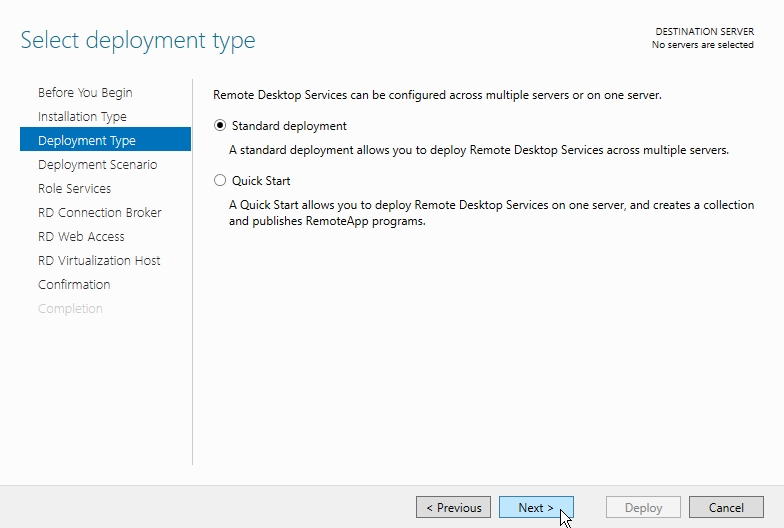 Select deployment type
DESTINATION SERVER
No servers are selected
Before You Begin
Installation Type
Deployment Type
Deployment Scenario
Role Services
RD Connection Broker
RD Web Access
RD Virtualization Host
Confirmation
Completion
Remote Desktop Services can be configured across multiple servers or on one server.
Standard deployment
A standard deployment allows you to deploy Remote Desktop Services across multiple servers.
Quick Start
A Quick Start allows you to deploy Remote Desktop Services on one server, and creates a collection
and publishes RemoteApp programs.
< Previous
Next >
Deploy
Cancel